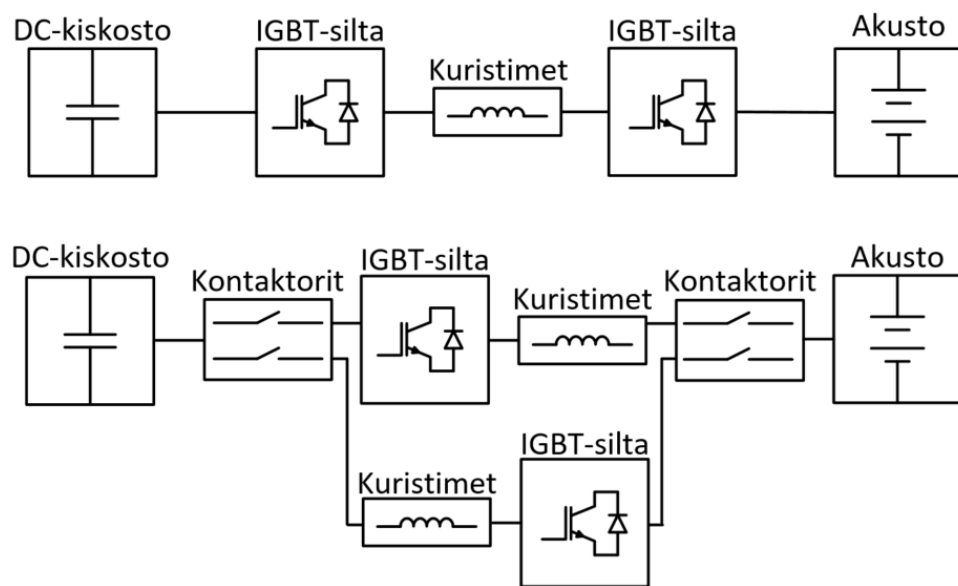 DC-kiskosto
IGBT-silta
Kuristimet
IGBT-silta
Akusto
DC-kiskosto
Kontaktorit
IGBT-silta
Kuristimet
Kontaktorit
Akusto
Kuristimet
IGBT-silta